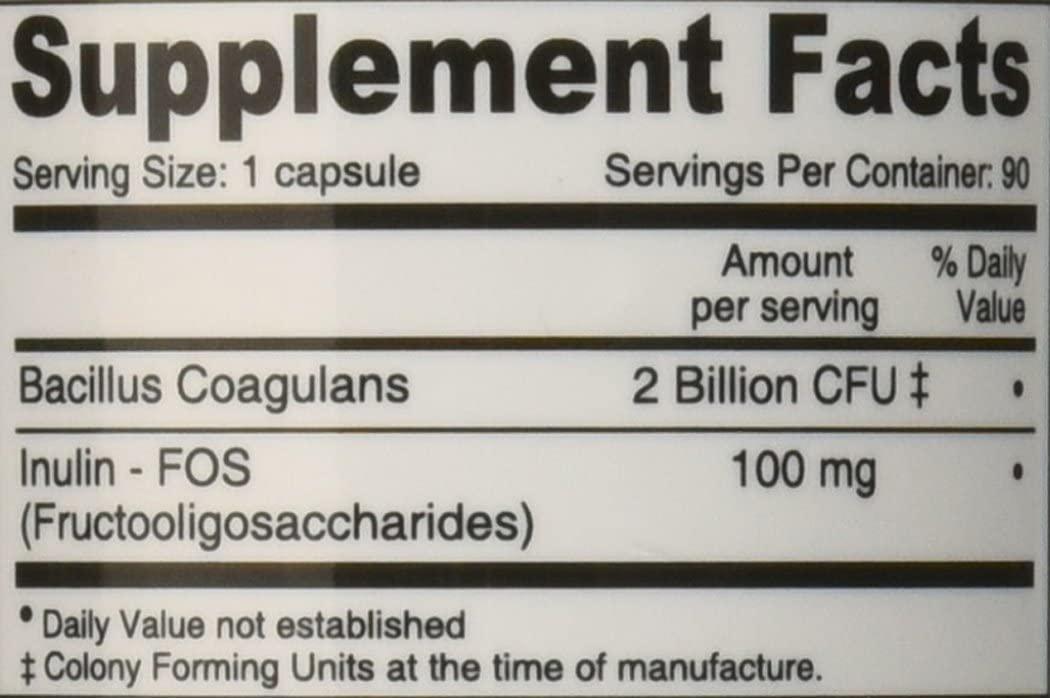 Supplement Facts
Serving Size: 1 capsule Servings Per Container: 90
Amount % Daily
per serving Value
Bacillus Coagulans 2 Billion CFU ‡ •
Inulin - FOS 100 mg •
(Fructooligosaccharides)
• Daily Value not established
‡ Colony Forming Units at the time of manufacture.